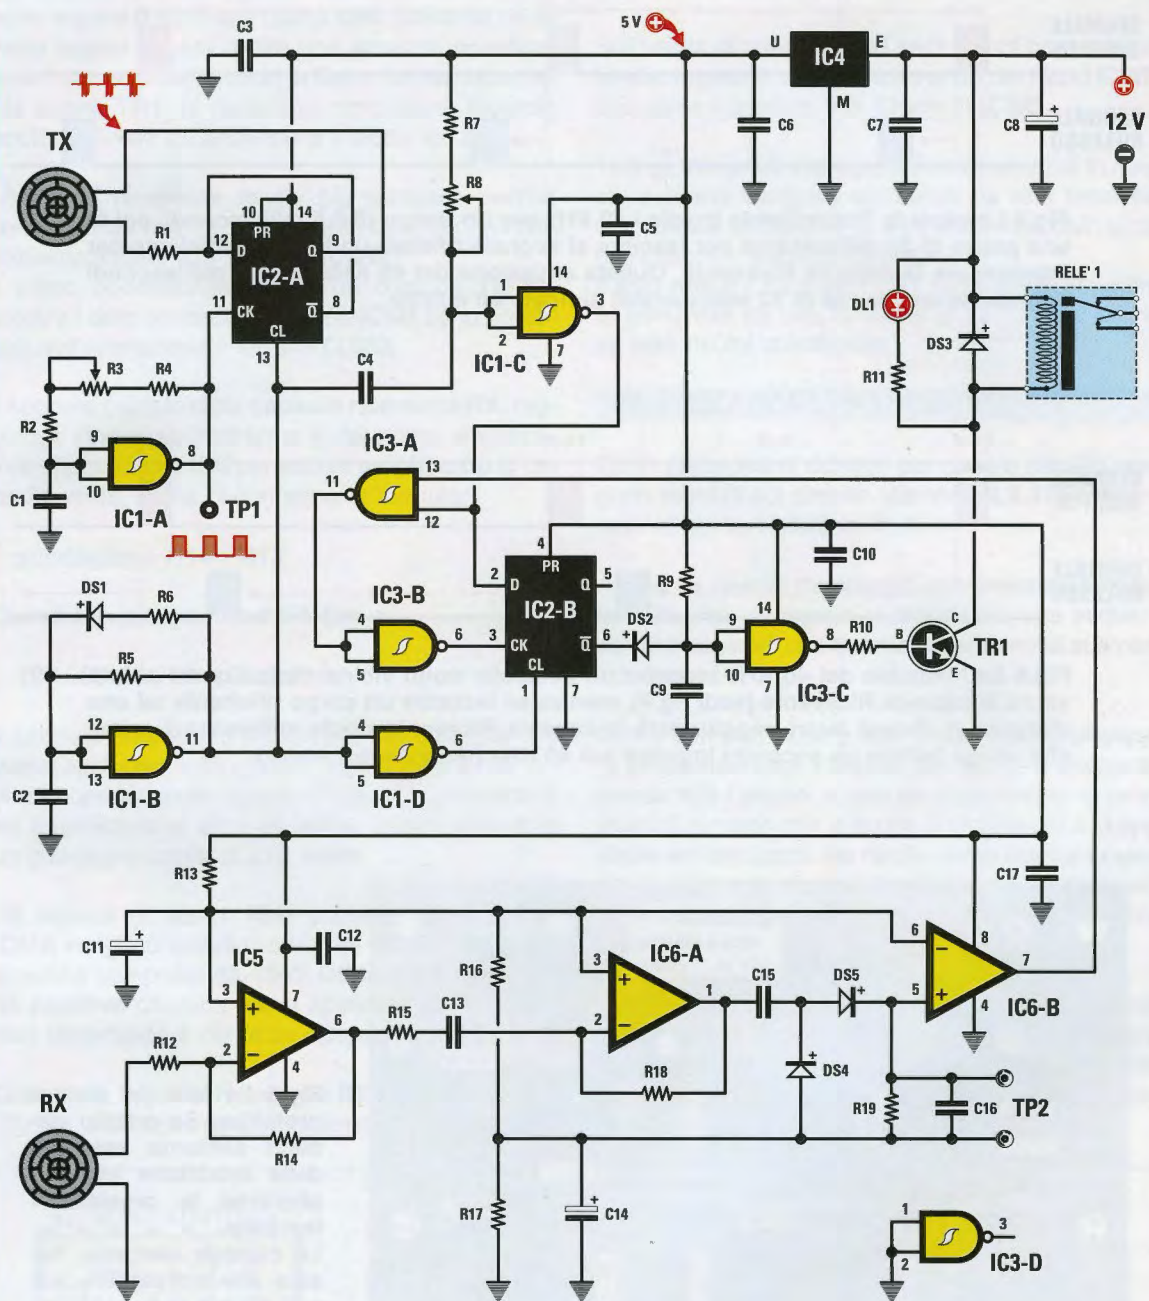 C3
5 V
U
IC4
E
M
C6
C7
C8
+
12 V
TX
R7
R8
10
14
PR
R1
12
D
Q
9
IC2-A
11
CK
Q
8
CL
13
C4
C5
14
1
2
3
7
IC1-C
DL1
R11
DS3
+
RELE' 1
R3
R4
R2
9
8
10
C1
IC1-A
TP1
IC3-A
11
13
12
DS1
+
R6
R5
12
11
13
C2
IC1-B
IC3-B
4
6
5
4
PR
2
D
Q
5
IC2-B
3
CK
Q
6
CL
1
7
R9
DS2
+
C9
C10
14
9
8
10
7
IC3-C
R10
B
C
E
TR1
4
6
5
IC1-D
R13
C11
+
C12
IC5
3
+
7
6
2
−
4
R12
R14
RX
R15
C13
R16
R17
IC6-A
3
+
1
2
−
R18
C14
+
C15
DS5
+
DS4
+
R19
C16
TP2
C17
6
−
8
7
5
+
4
IC6-B
1
3
2
IC3-D